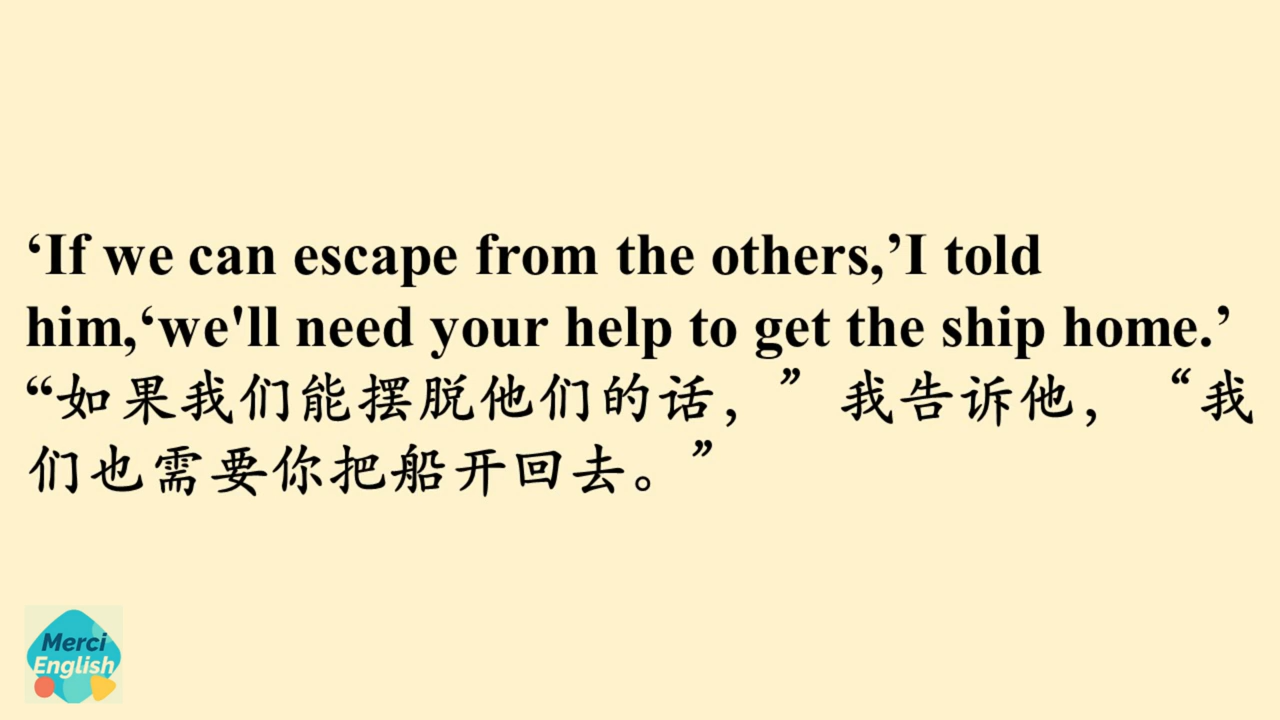 ‘If we can escape from the others,’I told
him,‘we'll need your help to get the ship home.’
“如果我们能摆脱他们的话，”我告诉他，“我
们也需要你把船开回去。”
Merci
English